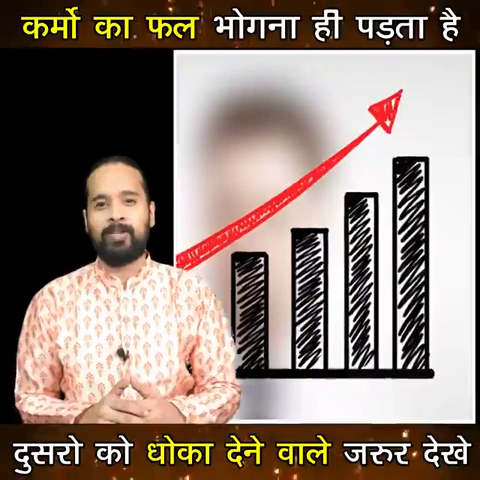 कर्मो का फल भोगना ही पड़ता है
दुसरो को धोका देने वाले जरुर देखे